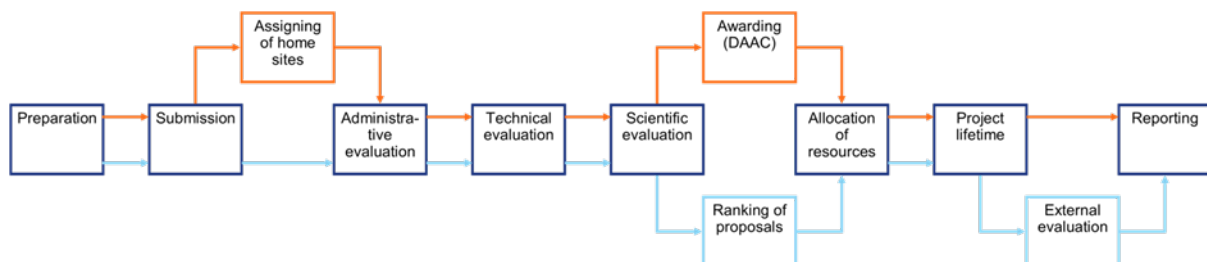 Assigning
of home
sites
Awarding
(DAAC)
Preparation
Submission
Administra-
tive
evaluation
Technical
evaluation
Scientific
evaluation
Allocation
of
resources
Project
lifetime
Reporting
Ranking of
proposals
External
evaluation